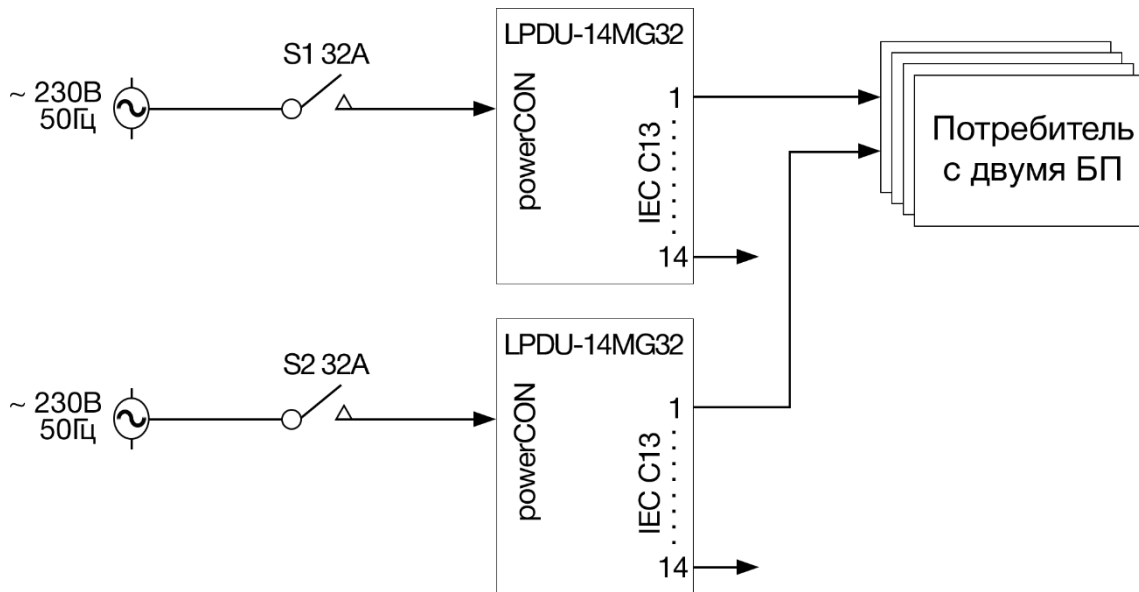 LPDU-14MG32
S1 32A
~ 230В
50Гц
powerCON
1
IEC C13
14
Потребитель
с двумя БП
LPDU-14MG32
S2 32A
~ 230В
50Гц
powerCON
1
IEC C13
14